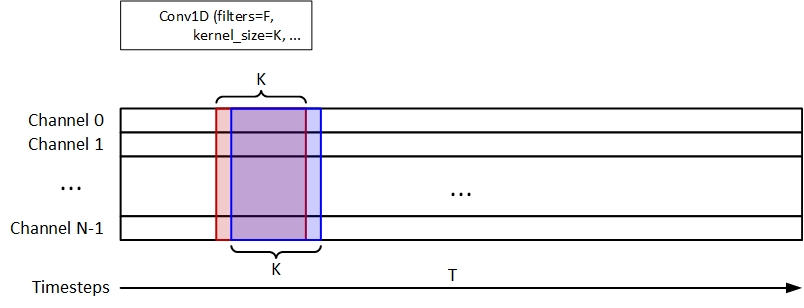 Conv1D (filters=F,
kernel_size=K, ...
K
Channel 0
Channel 1
...
...
Channel N-1
K
T
Timesteps